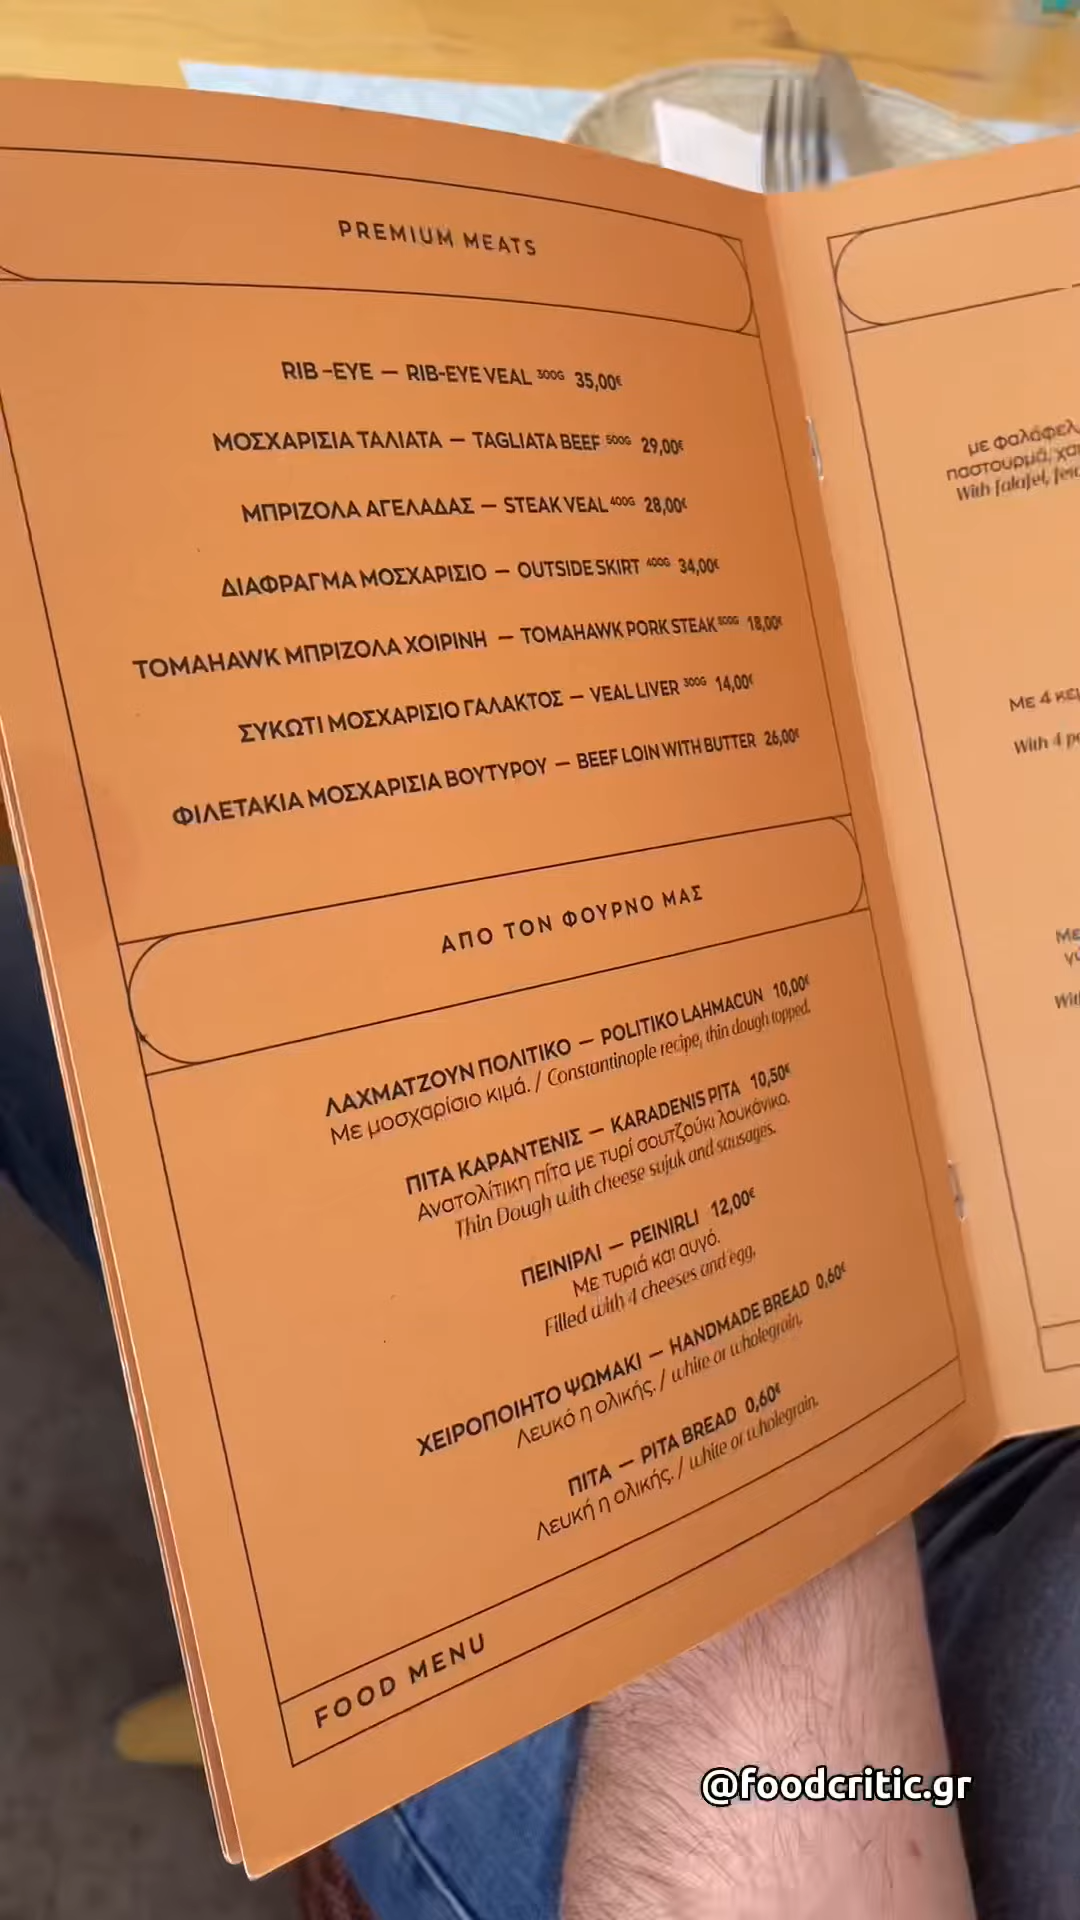 PREMIUM MEATS
RIB-EYE — RIB-EYE VEAL 300G 35,00€
ΜΟΣΧΑΡΙΣΙΑ ΤΑΛΙΑΤΑ — TAGLIATA BEEF 500G 29,00€
ΜΠΡΙΖΟΛΑ ΑΓΕΛΑΔΑΣ — STEAK VEAL 400G 28,00€
ΔΙΑΦΡΑΓΜΑ ΜΟΣΧΑΡΙΣΙΟ — OUTSIDE SKIRT 400G 34,00€
TOMAHAWK ΜΠΡΙΖΟΛΑ ΧΟΙΡΙΝΗ — TOMAHAWK PORK STEAK 18,00€
ΣΥΚΩΤΙ ΜΟΣΧΑΡΙΣΙΟ ΓΑΛΑΚΤΟΣ — VEAL LIVER 300G 14,00€
ΦΙΛΕΤΑΚΙΑ ΜΟΣΧΑΡΙΣΙΑ ΒΟΥΤΥΡΟΥ — BEEF LOIN WITH BUTTER 26,00€
ΑΠΟ ΤΟΝ ΦΟΥΡΝΟ ΜΑΣ
ΛΑΧΜΑΤΖΟΥΝ ΠΟΛΙΤΙΚΟ — POLITIKO LAHMACUN 10,00€
Με μοσχαρίσιο κιμά. / Constantinople recipe, thin dough topped.
ΠΙΤΑ ΚΑΡΑΝΤΕΝΙΣ — KARADENIS PITA 10,50€
Ανατολίτικη πίτα με τυρί σουτζούκι λουκάνικο.
Thin Dough with cheese sujuk and sausages.
ΠΕΙΝΙΡΛΙ — PEINIRLI 12,00€
Με τυριά και αυγό.
Filled with 4 cheeses and egg.
ΧΕΙΡΟΠΟΙΗΤΟ ΨΩΜΑΚΙ — HANDMADE BREAD 0,60€
Λευκό η ολικής. / white or wholegrain.
ΠΙΤΑ — PITA BREAD 0,60€
Λευκή η ολικής. / white or wholegrain.
FOOD MENU
με φαλάφελ
παστουρμά,
With falafel,
Με 4
With 4
Με
@foodcritic.gr